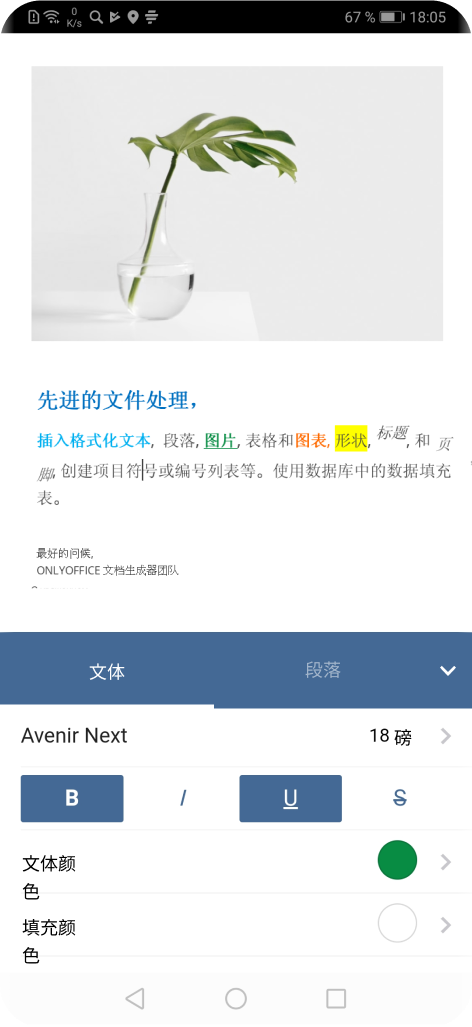 0 K/s 67 % 18:05
先进的文件处理，
插入格式化文本, 段落, 图片, 表格和图表, 形状, 标题, 和 页
脚, 创建项目符号或编号列表等。使用数据库中的数据填充
表。
最好的问候,
ONLYOFFICE 文档生成器团队
文体 段落
Avenir Next 18 磅
B I U S
文体颜
色
填充颜
色